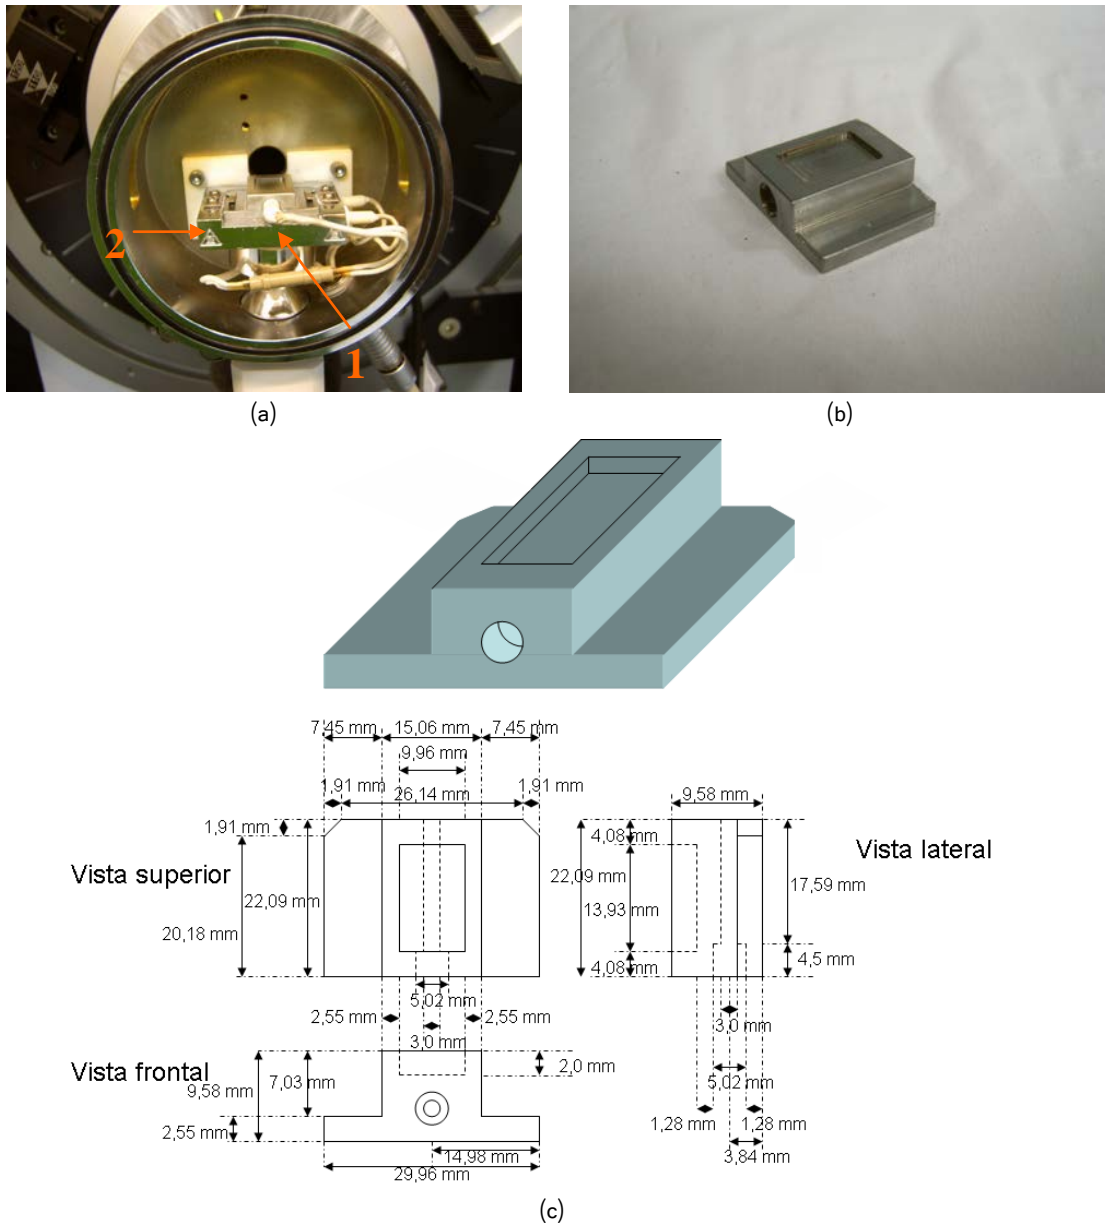 2
1
(a)
(b)
7,45 mm 15,06 mm 7,45 mm
9,96 mm
1,91 mm 26,14 mm 1,91 mm
9,58 mm
1,91 mm
4,08 mm
Vista superior
Vista lateral
22,09 mm
20,18 mm
22,09 mm
13,93 mm
17,59 mm
4,08 mm
4,5 mm
5,02 mm
2,55 mm 2,55 mm
3,0 mm
3,0 mm
Vista frontal
9,58 mm
7,03 mm
2,0 mm
5,02 mm
2,55 mm
1,28 mm 1,28 mm
14,98 mm
3,84 mm
29,96 mm
(c)